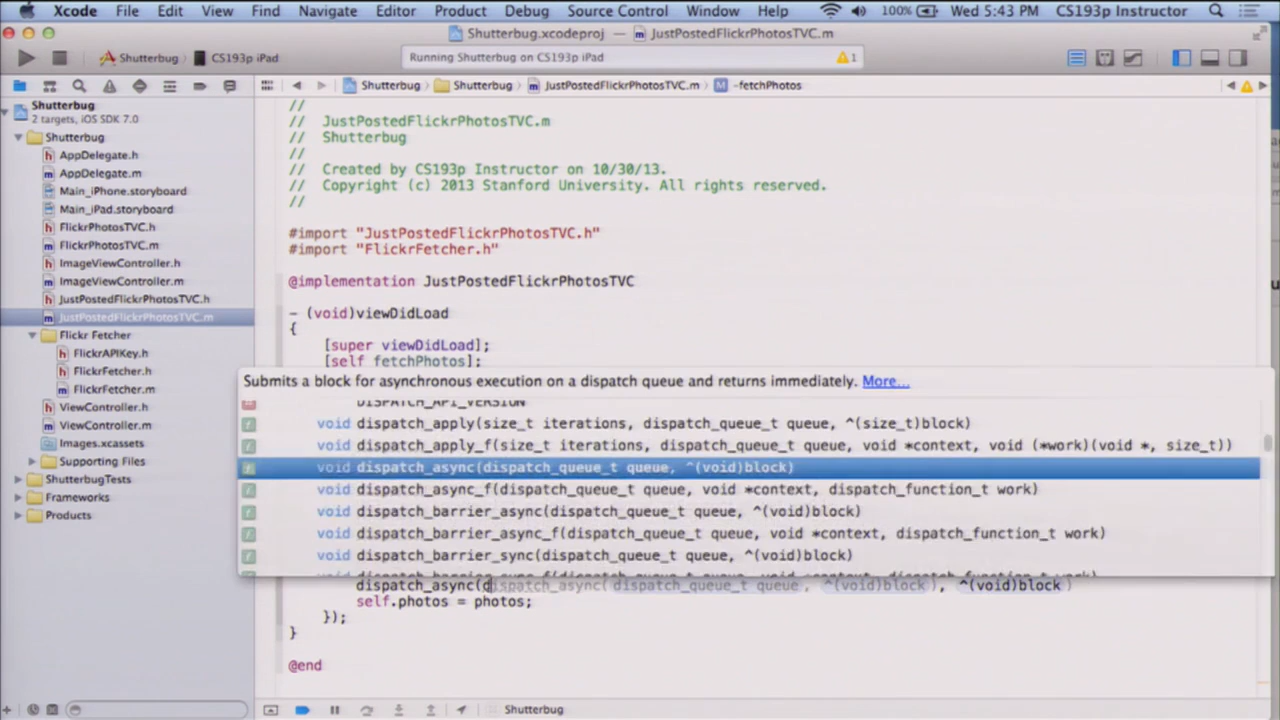 Xcode File Edit View Find Navigate Editor Product Debug Source Control Window Help 100% Wed 5:43 PM CS193p Instructor
Shutterbug.xcodeproj — JustPostedFlickrPhotosTVC.m
Shutterbug CS193p iPad Running Shutterbug on CS193p iPad 1
Shutterbug Shutterbug JustPostedFlickrPhotosTVC.m -fetchPhotos
Shutterbug
2 targets, iOS SDK 7.0
Shutterbug
AppDelegate.h
AppDelegate.m
Main_iPhone.storyboard
Main_iPad.storyboard
FlickrPhotosTVC.h
FlickrPhotosTVC.m
ImageViewController.h
ImageViewController.m
JustPostedFlickrPhotosTVC.h
JustPostedFlickrPhotosTVC.m
Flickr Fetcher
FlickrAPIKey.h
FlickrFetcher.h
FlickrFetcher.m
ViewController.h
ViewController.m
Images.xcassets
Supporting Files
ShutterbugTests
Frameworks
Products
//
// JustPostedFlickrPhotosTVC.m
// Shutterbug
//
// Created by CS193p Instructor on 10/30/13.
// Copyright (c) 2013 Stanford University. All rights reserved.
//
#import "JustPostedFlickrPhotosTVC.h"
#import "FlickrFetcher.h"
@implementation JustPostedFlickrPhotosTVC
- (void)viewDidLoad
{
[super viewDidLoad];
[self fetchPhotos];
Submits a block for asynchronous execution on a dispatch queue and returns immediately. More...
DISPATCH_API_VERSION
void dispatch_apply(size_t iterations, dispatch_queue_t queue, ^(size_t)block)
void dispatch_apply_f(size_t iterations, dispatch_queue_t queue, void *context, void (*work)(void *, size_t))
void dispatch_async(dispatch_queue_t queue, ^(void)block)
void dispatch_async_f(dispatch_queue_t queue, void *context, dispatch_function_t work)
void dispatch_barrier_async(dispatch_queue_t queue, ^(void)block)
void dispatch_barrier_async_f(dispatch_queue_t queue, void *context, dispatch_function_t work)
void dispatch_barrier_sync(dispatch_queue_t queue, ^(void)block)
void dispatch_barrier_sync_f(dispatch_queue_t queue, void *context, dispatch_function_t work)
dispatch_async(dispatch_async(dispatch_queue_t queue, ^(void)block), ^(void)block)
self.photos = photos;
});
}
@end
Shutterbug